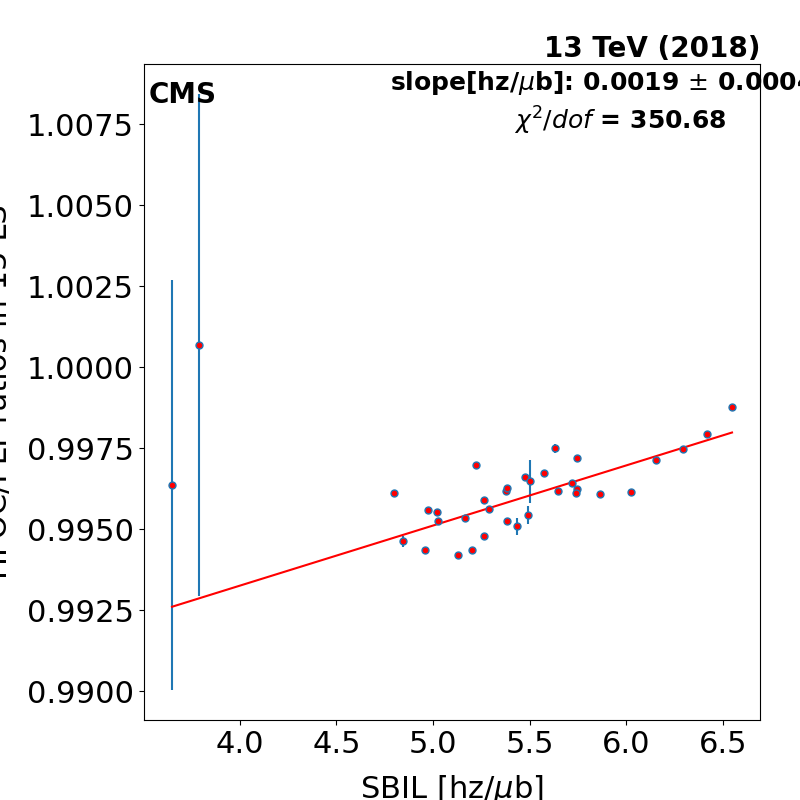 13 TeV (2018)
CMS
slope[hz/μb]: 0.0019 ± 0.0004
χ²/dof = 350.68
1.0075
1.0050
1.0025
1.0000
0.9975
0.9950
0.9925
0.9900
4.0 4.5 5.0 5.5 6.0 6.5
SBIL [hz/μb]